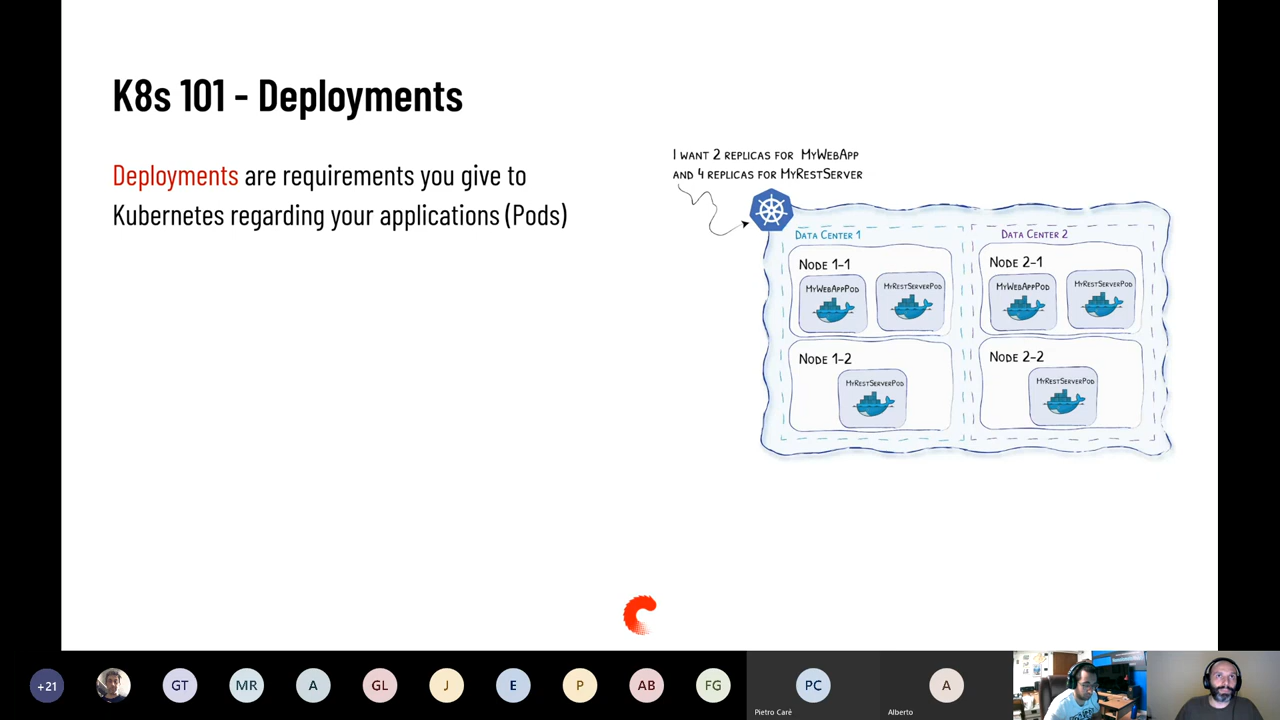 K8s 101 - Deployments
Deployments are requirements you give to
Kubernetes regarding your applications (Pods)
I WANT 2 REPLICAS FOR MYWEBAPP
AND 4 REPLICAS FOR MYRESTSERVER
DATA CENTER 1
DATA CENTER 2
NODE 1-1
MYWEBAPPPOD
MYRESTSERVERPOD
NODE 2-1
MYWEBAPPPOD
MYRESTSERVERPOD
NODE 1-2
MYRESTSERVERPOD
NODE 2-2
MYRESTSERVERPOD
+21
GT
MR
A
GL
J
E
P
AB
FG
PC
Pietro Carè
A
Alberto